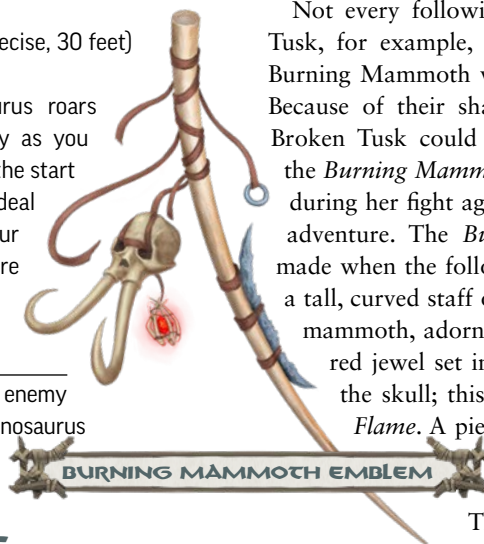 ecise, 30 feet)
urus roars
y as you
the start
deal
ur
re
enemy
nosaurus
Not every followi
Tusk, for example,
Burning Mammoth w
Because of their sha
Broken Tusk could
the Burning Mamm
during her fight ag
adventure. The Bu
made when the follow
a tall, curved staff o
mammoth, adorn
red jewel set in
the skull; this
Flame. A pie
BURNING MAMMOTH EMBLEM
T